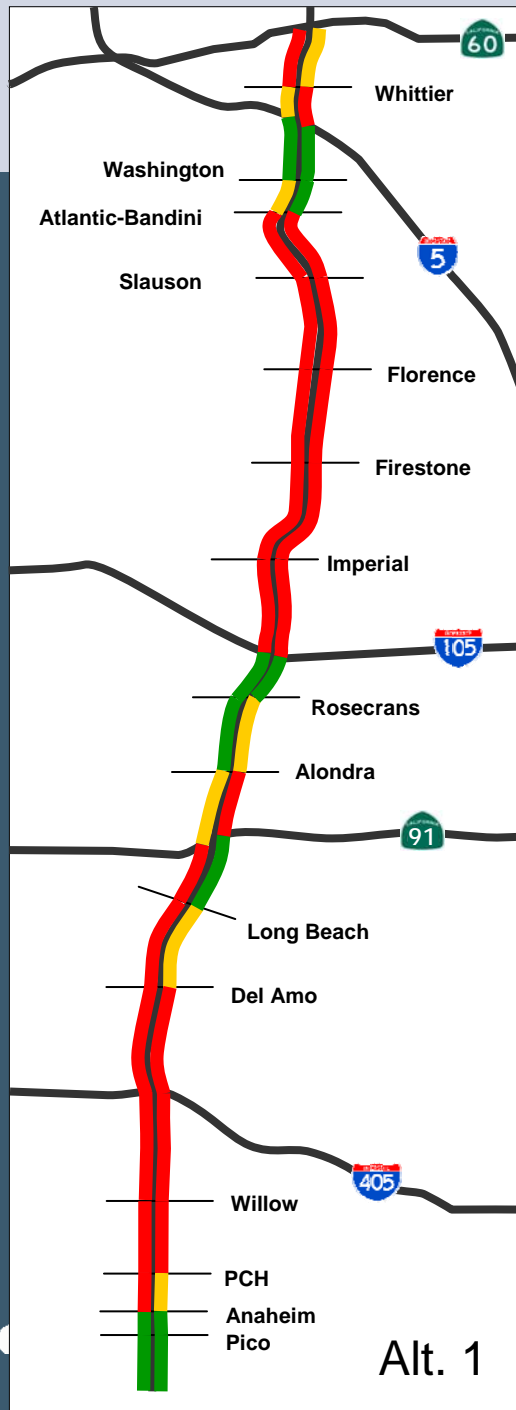 60
Whittier
Washington
Atlantic-Bandini
5
Slauson
Florence
Firestone
Imperial
105
Rosecrans
Alondra
91
Long Beach
Del Amo
405
Willow
PCH
Anaheim
Pico
Alt. 1